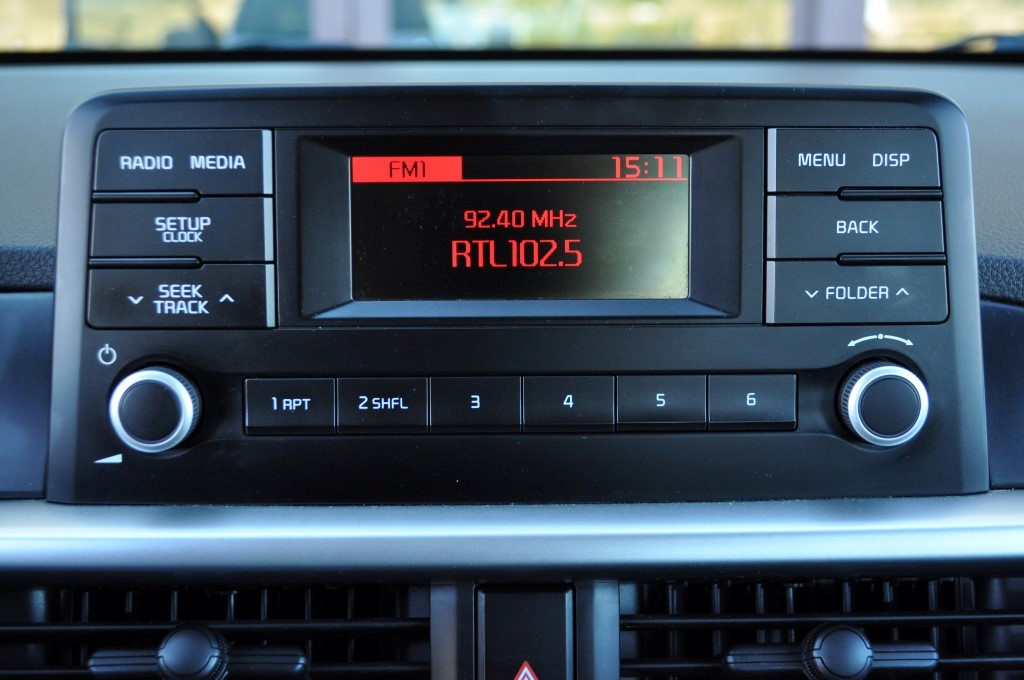 RADIO MEDIA
SETUP
CLOCK
SEEK
TRACK
FM1 15:11
92.40 MHz
RTL102.5
MENU DISP
BACK
FOLDER
1 RPT 2 SHFL 3 4 5 6